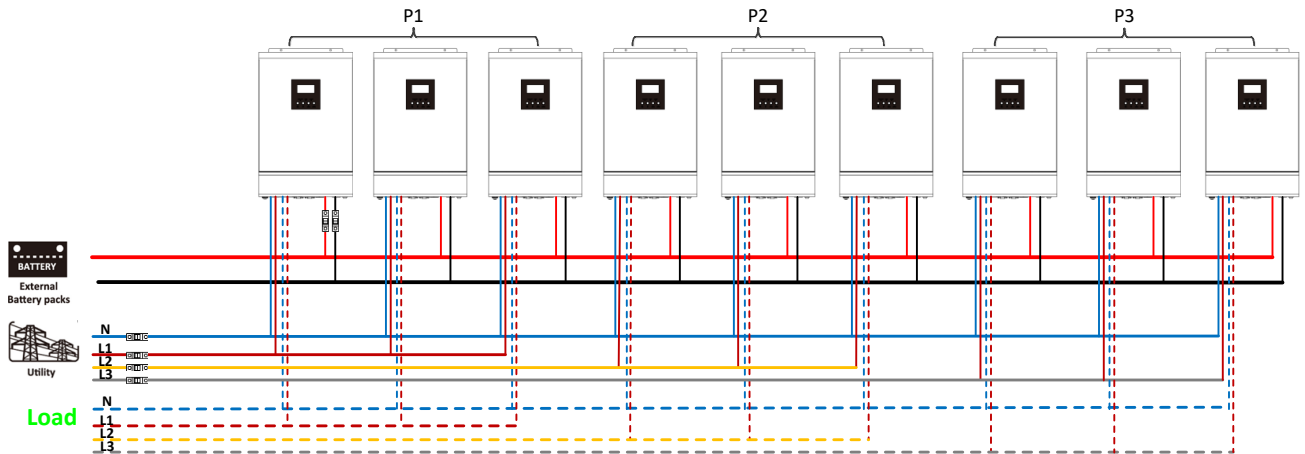 P1
P2
P3
BATTERY
External
Battery packs
Utility
N
L1
L2
L3
Load
N
L1
L2
L3